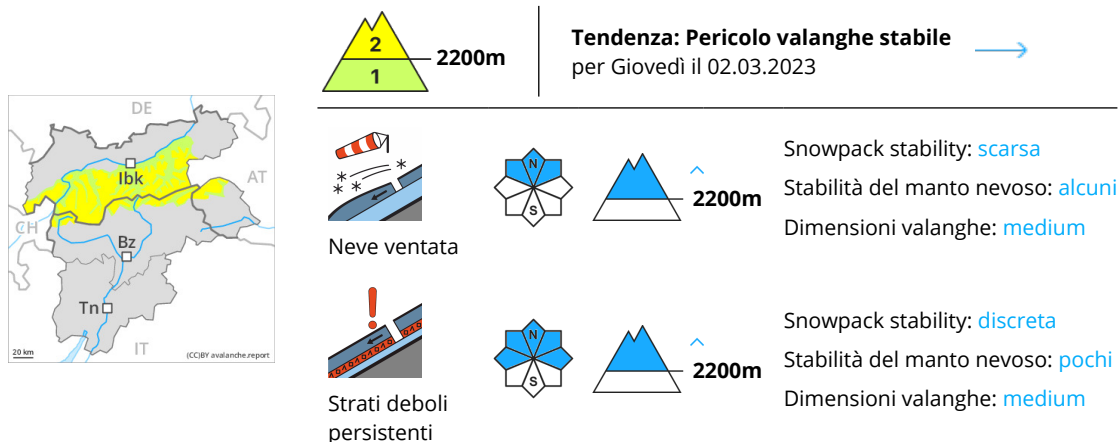 2
1
2200m
Tendenza: Pericolo valanghe stabile
per Giovedì il 02.03.2023
DE
Ibk
AT
CH
Bz
Tn
IT
20 km
(CC)BY avalanche.report
Neve ventata
N
S
2200m
Snowpack stability: scarsa
Stabilità del manto nevoso: alcuni
Dimensioni valanghe: medium
Strati deboli
persistenti
N
S
2200m
Snowpack stability: discreta
Stabilità del manto nevoso: pochi
Dimensioni valanghe: medium